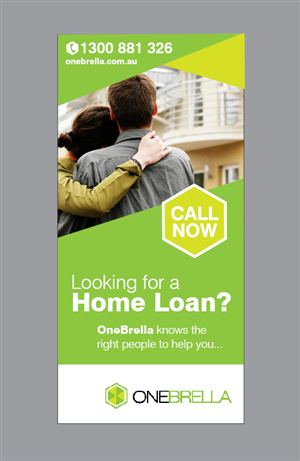 1300 881 326
onebrella.com.au
CALL
NOW
Looking for a
Home Loan?
OneBrella knows the
right people to help you...
ONEBRELLA